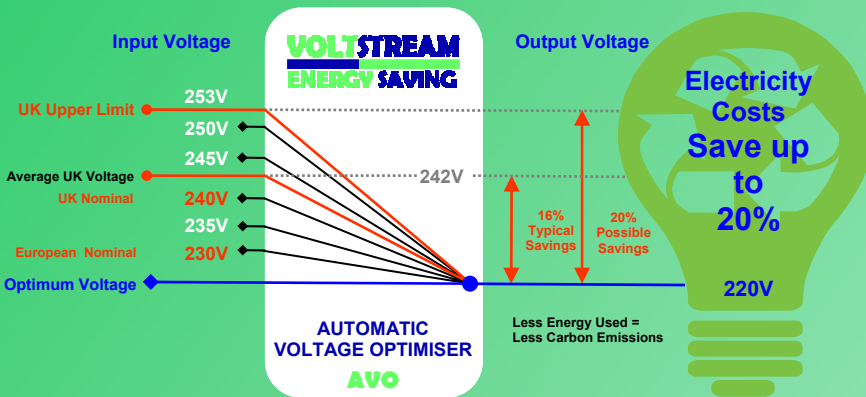 Input Voltage
VOLTSTREAM
ENERGY SAVING
Output Voltage
Electricity
Costs
Save up
to
20%
UK Upper Limit
253V
250V
245V
Average UK Voltage
242V
UK Nominal
240V
235V
European Nominal
230V
16%
Typical
Savings
20%
Possible
Savings
Optimum Voltage
220V
AUTOMATIC
VOLTAGE OPTIMISER
AVO
Less Energy Used =
Less Carbon Emissions